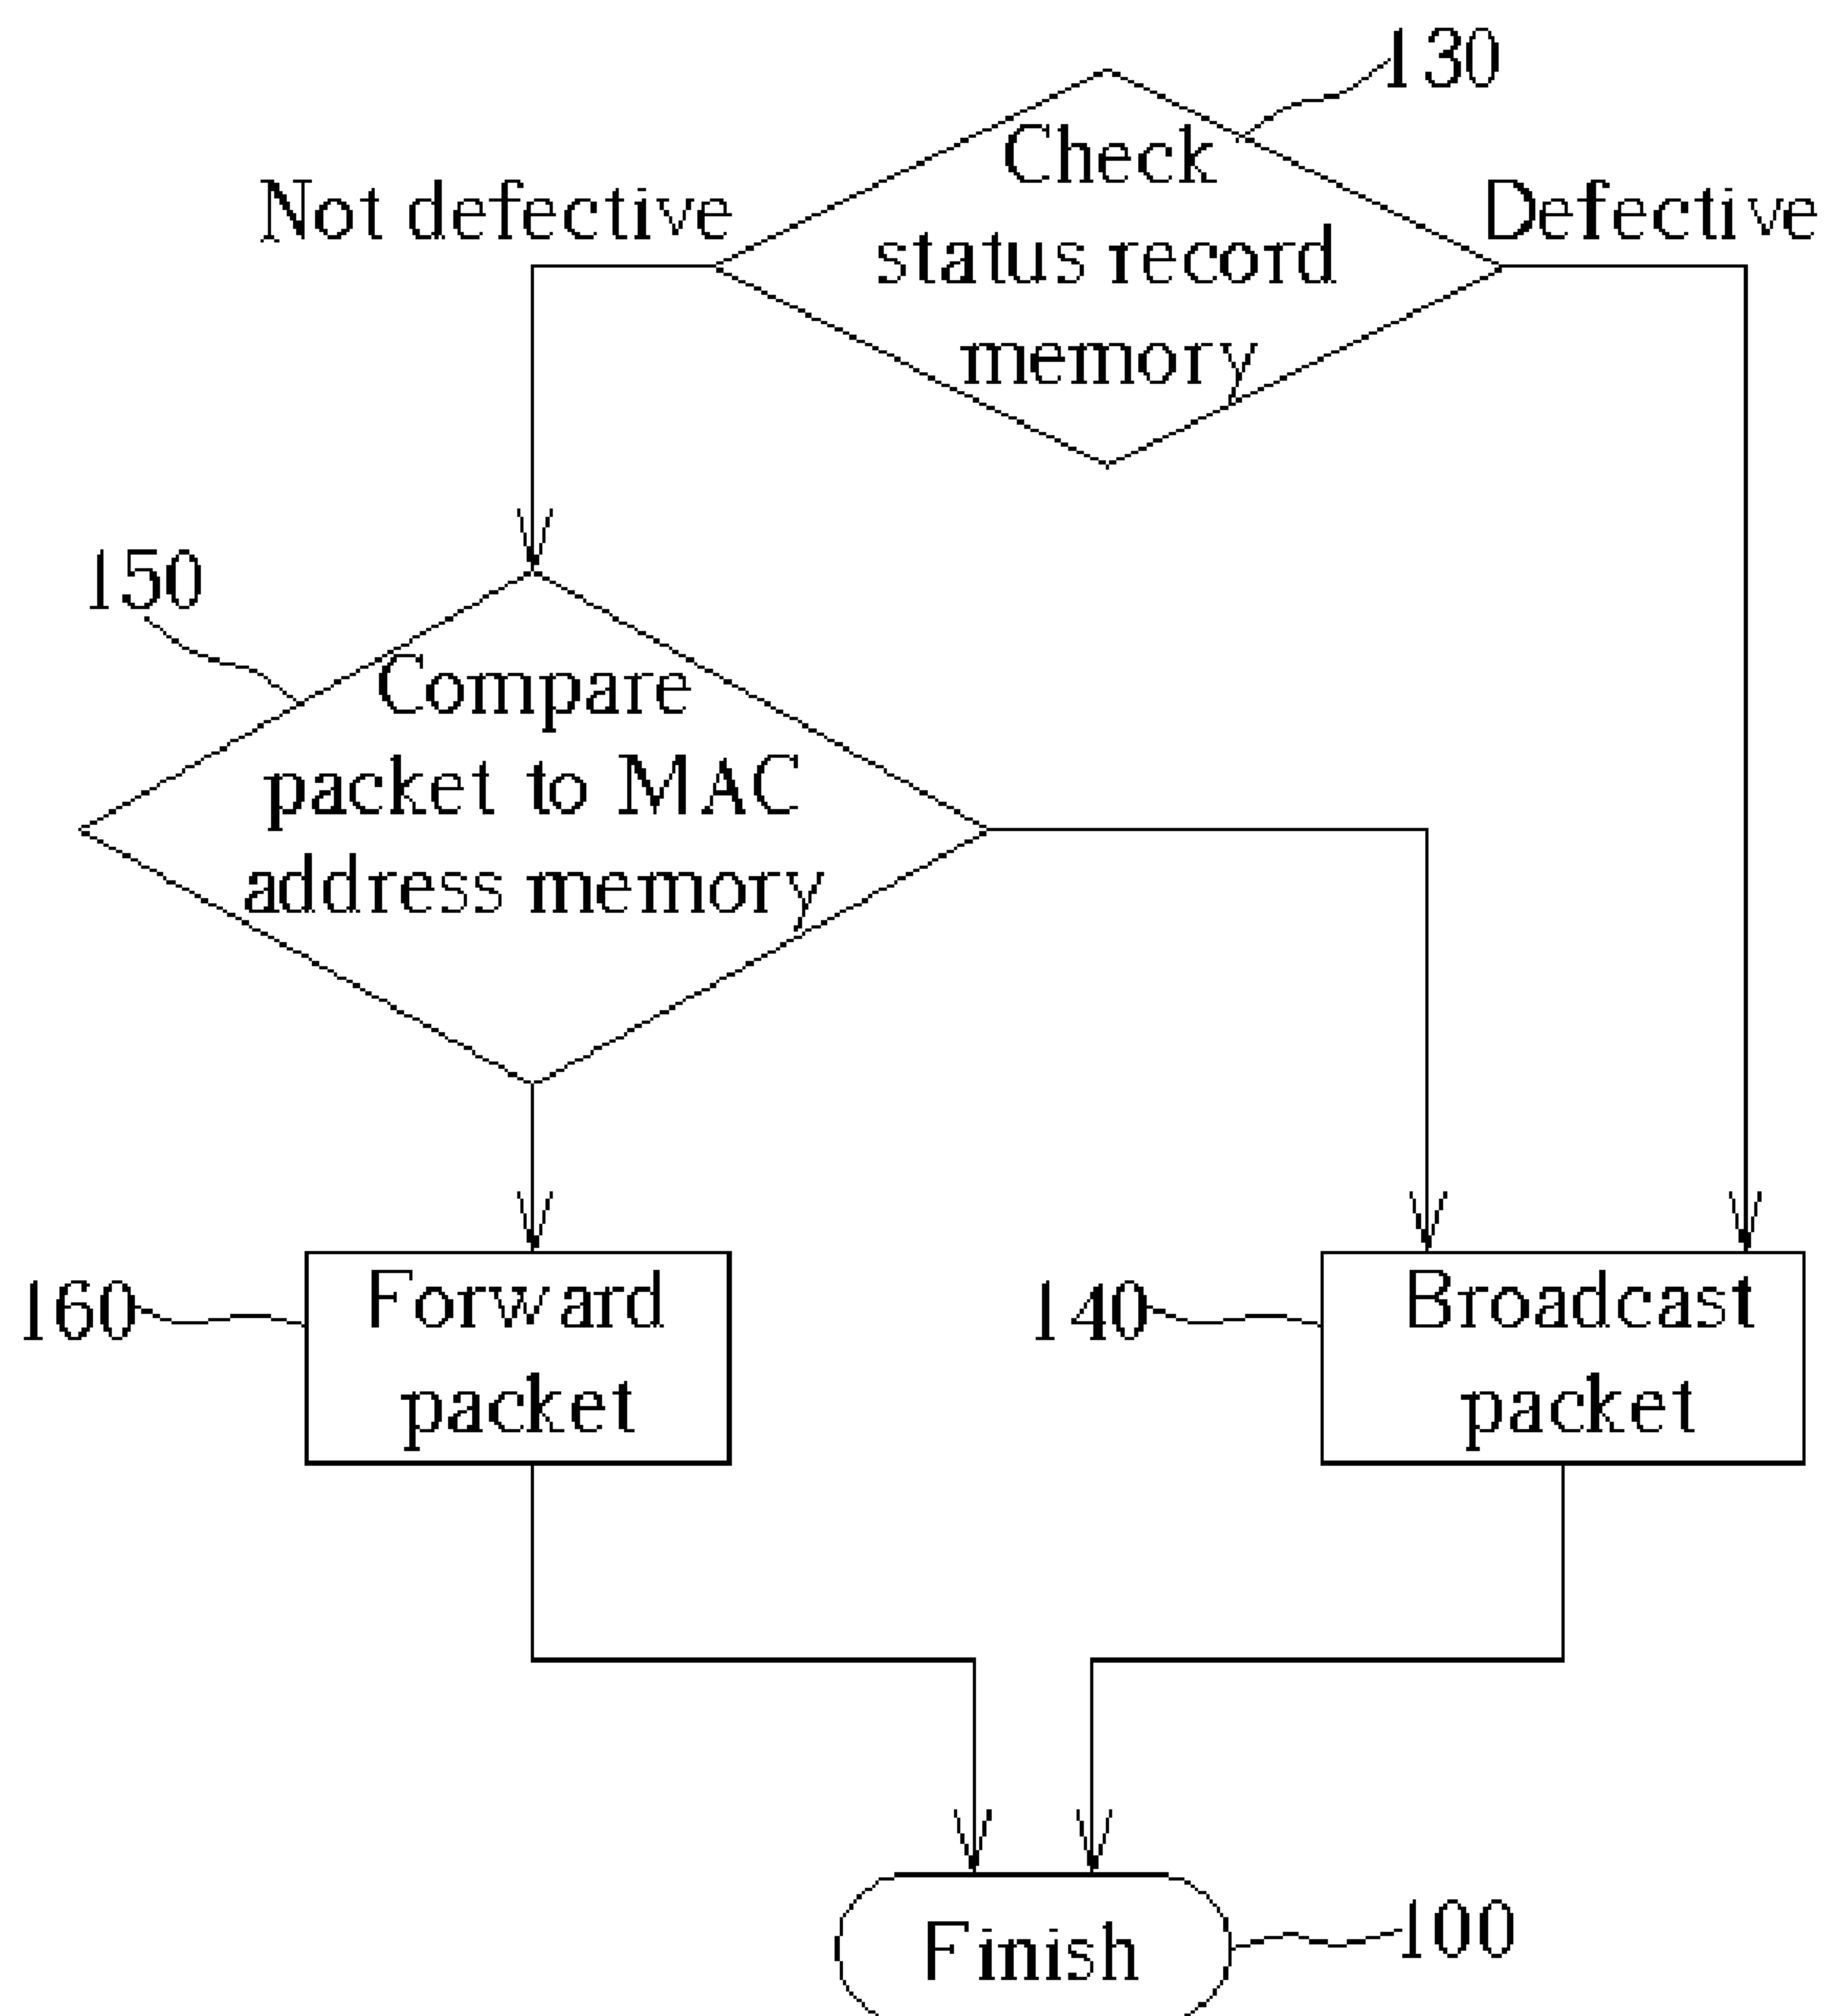 130
Check
status record
memory
Not defective
Defective
150
Compare
packet to MAC
address memory
160
Forward
packet
140
Broadcast
packet
Finish
100